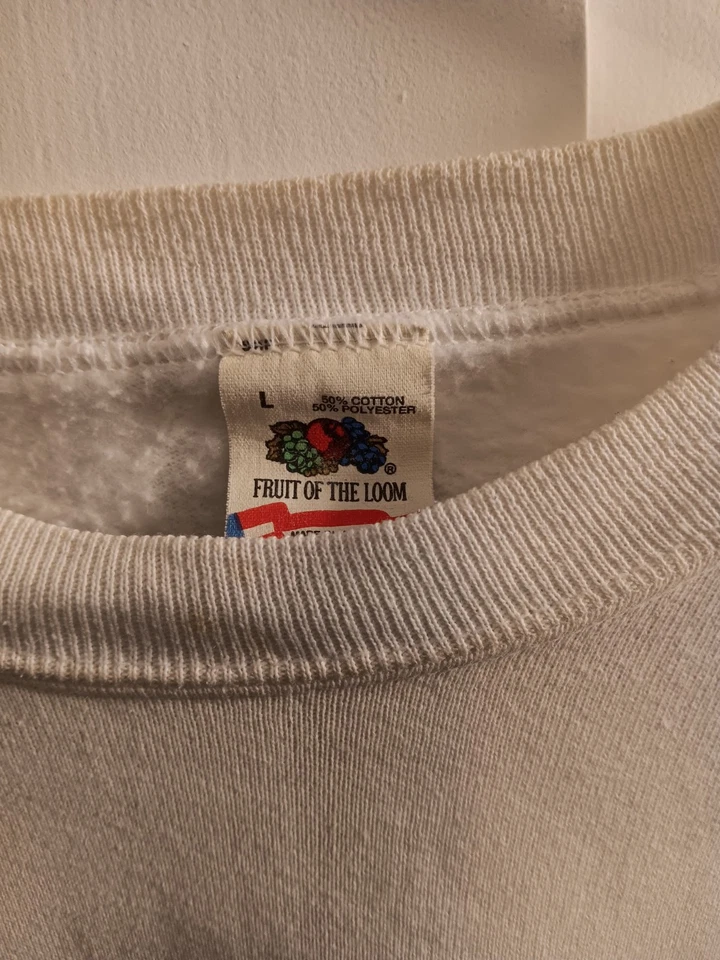 L
50% COTTON
50% POLYESTER
®
FRUIT OF THE LOOM